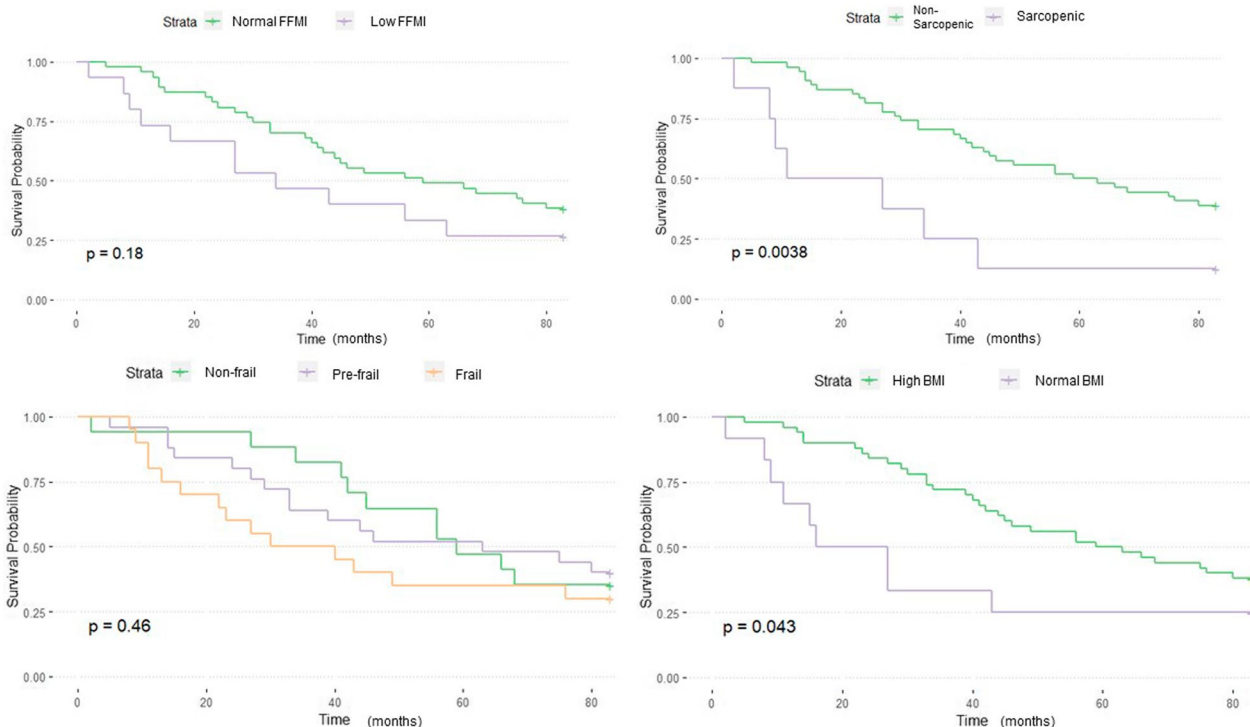 Strata Normal FFMI Low FFMI
1.00
0.75
0.50
0.25
0.00
Survival Probability
p = 0.18
0 20 40 60 80
Time (months)
Strata Non-
Sarcopenic Sarcopenic
1.00
0.75
0.50
0.25
0.00
Survival Probability
p = 0.0038
0 20 40 60 80
Time (months)
Strata Non-frail Pre-frail Frail
1.00
0.75
0.50
0.25
0.00
Survival Probability
p = 0.46
0 20 40 60 80
Time (months)
Strata High BMI Normal BMI
1.00
0.75
0.50
0.25
0.00
Survival Probability
p = 0.043
0 20 40 60 80
Time (months)